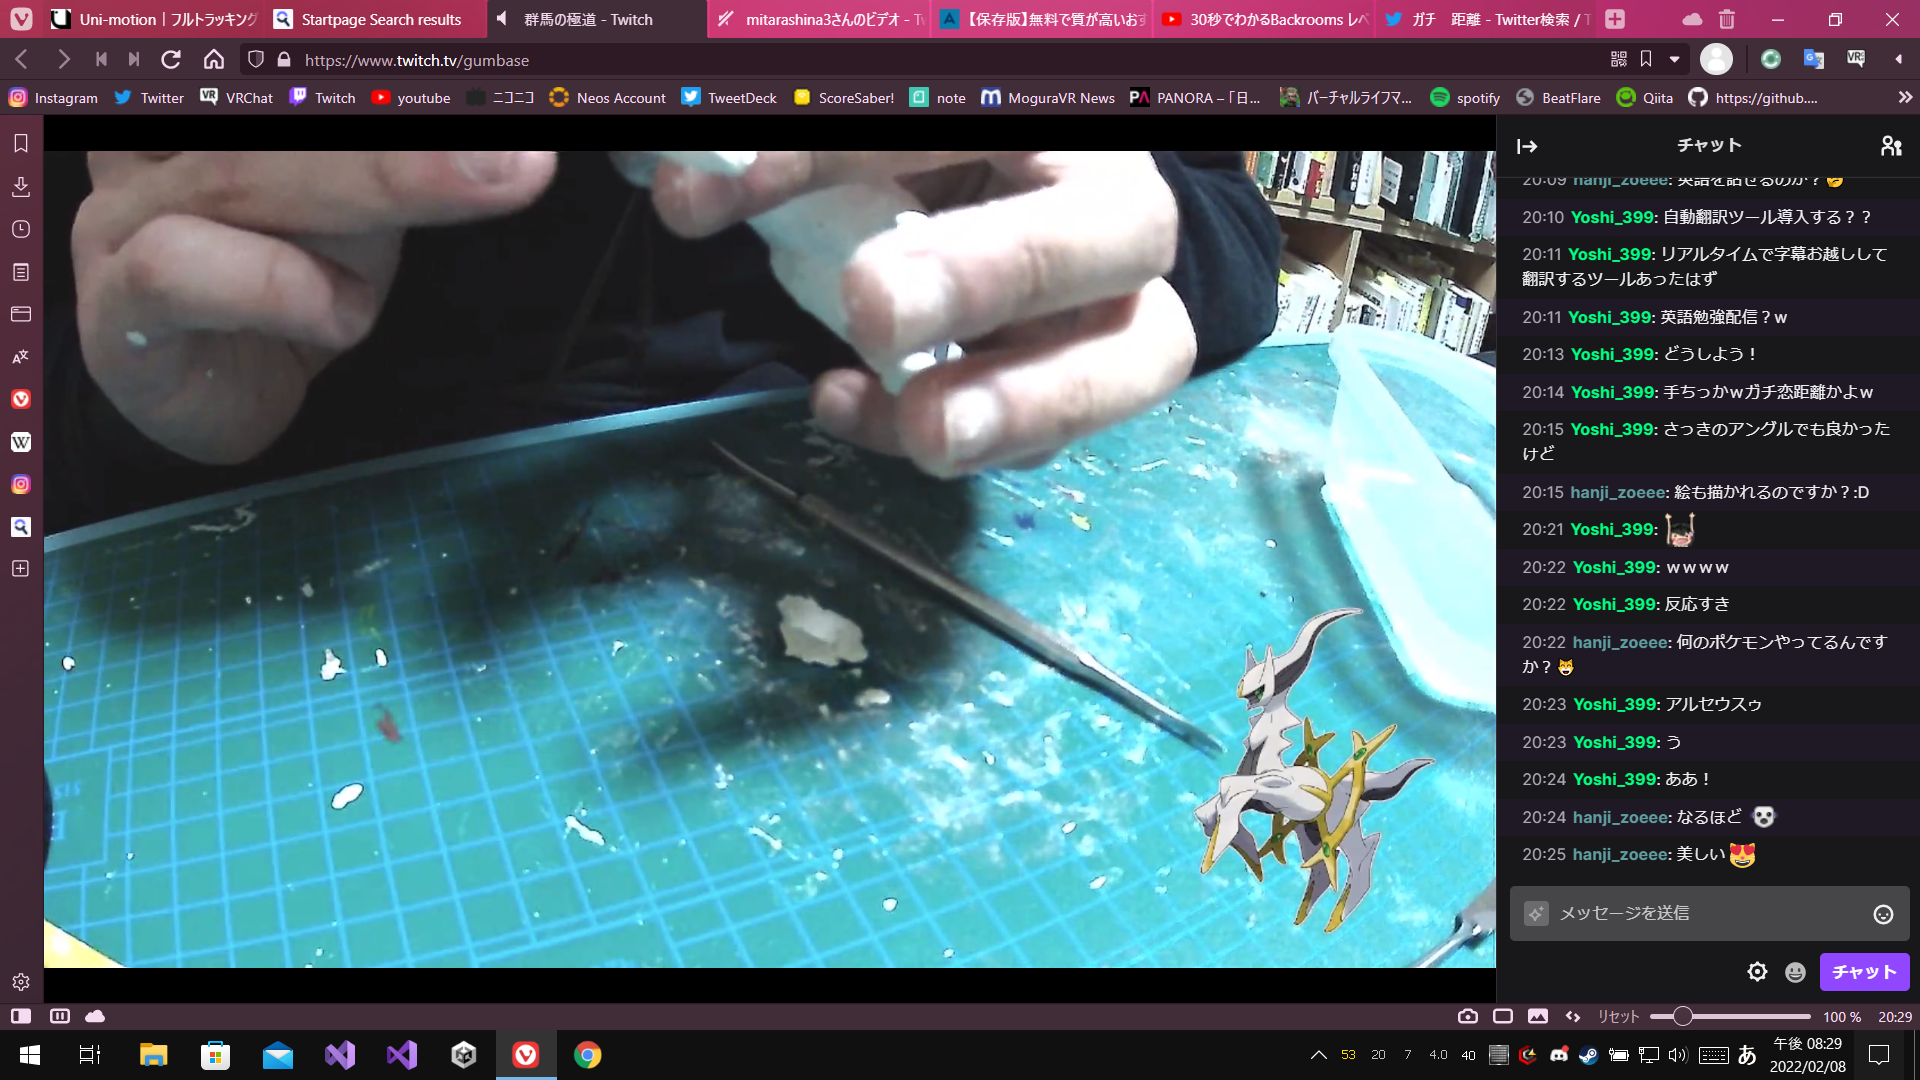 Uni-motion | フルトラッキング
Startpage Search results
群馬の極道 - Twitch
mitarashina3さんのビデオ - Tw
【保存版】無料で質が高いおす
30秒でわかるBackrooms レベ
ガチ 距離 - Twitter検索 / T
https://www.twitch.tv/gumbase
Instagram
Twitter
VRChat
Twitch
youtube
ニコニコ
Neos Account
TweetDeck
ScoreSaber!
note
MoguraVR News
PANORA – 「日...
バーチャルライフマ...
spotify
BeatFlare
Qiita
https://github....
チャット
20:09 hanji_zoeee: 英語を話せるのか？
20:10 Yoshi_399: 自動翻訳ツール導入する？？
20:11 Yoshi_399: リアルタイムで字幕お越しして
翻訳するツールあったはず
20:11 Yoshi_399: 英語勉強配信？w
20:13 Yoshi_399: どうしよう！
20:14 Yoshi_399: 手ちっかwガチ恋距離かよw
20:15 Yoshi_399: さっきのアングルでも良かった
けど
20:15 hanji_zoeee: 絵も描かれるのですか？:D
20:21 Yoshi_399:
20:22 Yoshi_399: ｗｗｗｗ
20:22 Yoshi_399: 反応すき
20:22 hanji_zoeee: 何のポケモンやってるんです
か？
20:23 Yoshi_399: アルセウスゥ
20:23 Yoshi_399: う
20:24 Yoshi_399: ああ！
20:24 hanji_zoeee: なるほど
20:25 hanji_zoeee: 美しい
メッセージを送信
チャット
リセット
100 %
20:29
53 20 7 4.0 40
あ
午後 08:29
2022/02/08